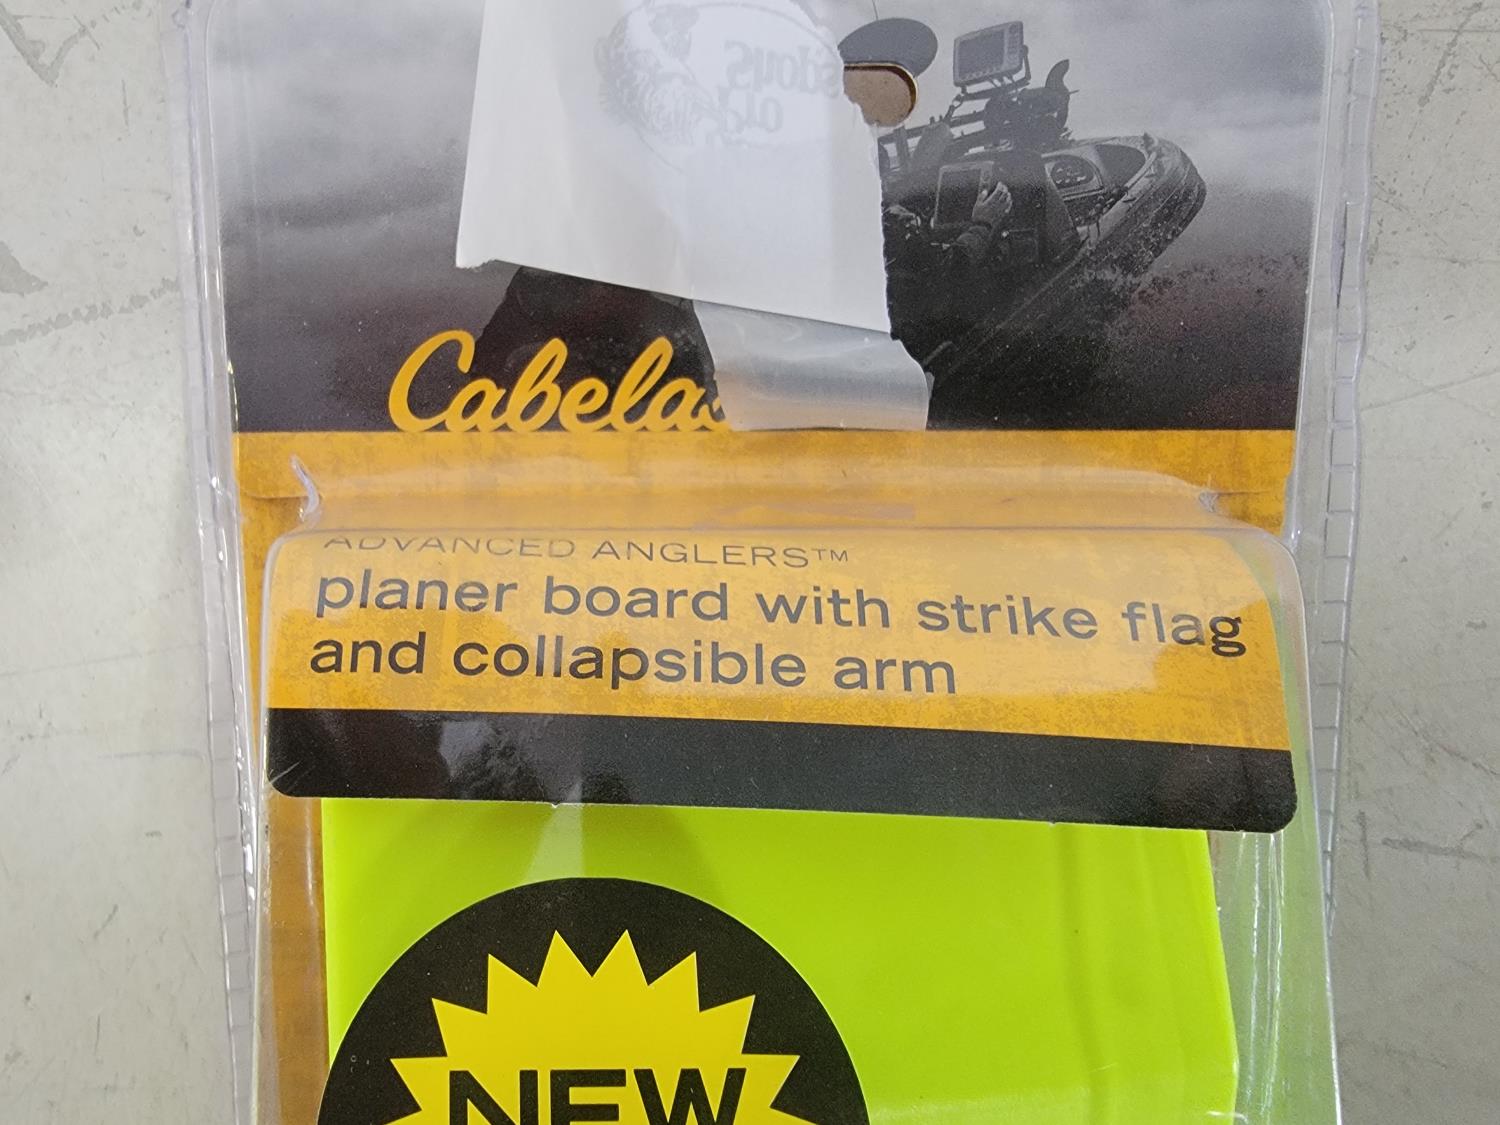 Cabela's
ADVANCED ANGLERS™
planer board with strike flag
and collapsible arm
NEW